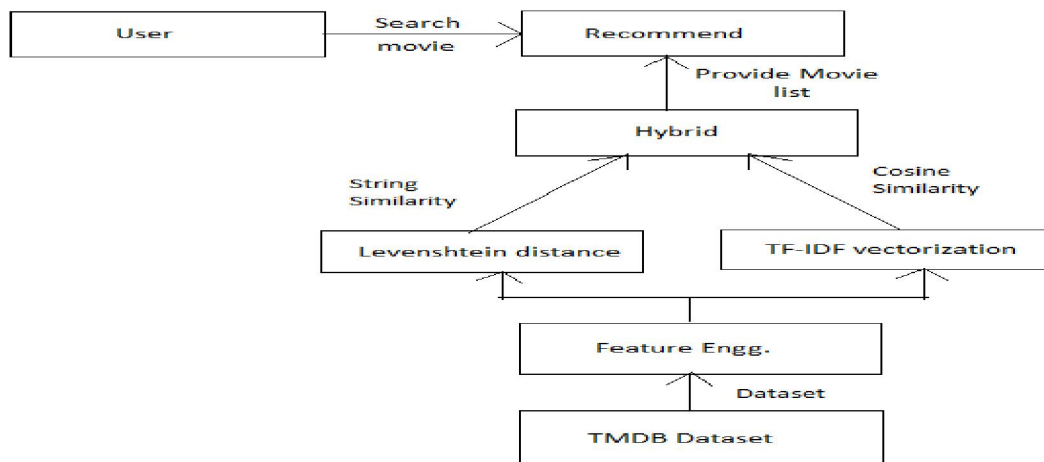 User
Search
movie
Recommend
Provide Movie
list
Hybrid
String
Similarity
Cosine
Similarity
Levenshtein distance
TF-IDF vectorization
Feature Engg.
Dataset
TMDB Dataset